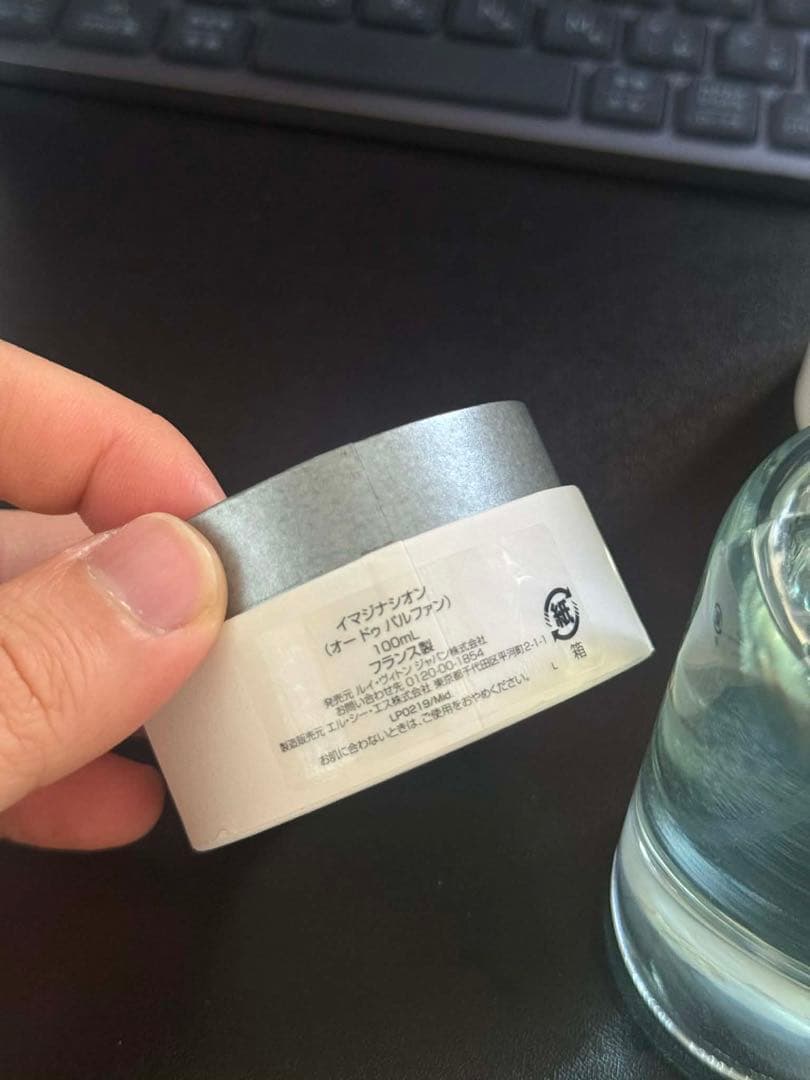 イマジナシオン
(オー ドゥ パルファン)
100mL
フランス製
発売元 ルイ・ヴィトン ジャパン株式会社
お問い合わせ先 0120-00-1854
製造販売元 エル・シー・エス株式会社 東京都千代田区平河町2-1-1
LP0219/Mid.
お肌に合わないときは、ご使用をおやめください。
L
紙
箱